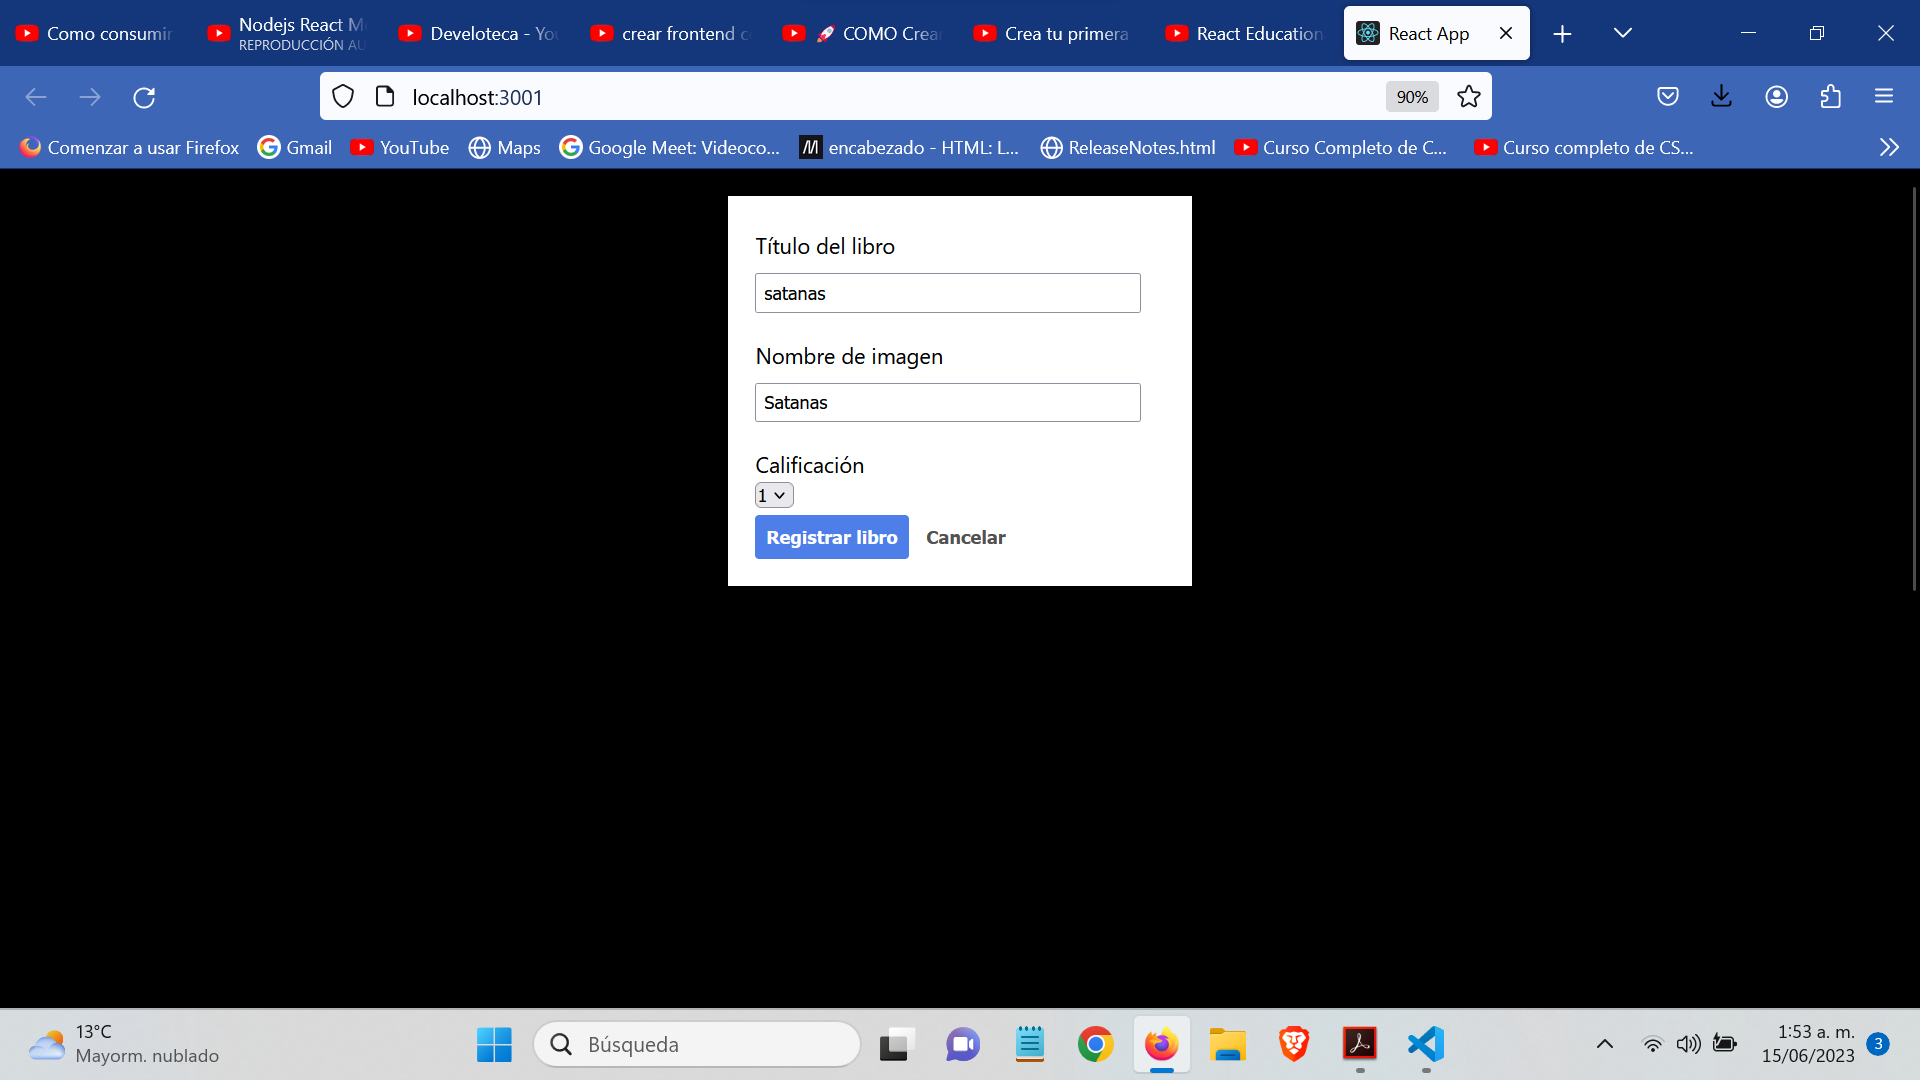 Como consumir
Nodejs React M
REPRODUCCIÓN AU
Develoteca - You
crear frontend c
🚀 COMO Crear
Crea tu primera
React Education
React App
localhost:3001
90%
Comenzar a usar Firefox
Gmail
YouTube
Maps
Google Meet: Videoco...
encabezado - HTML: L...
ReleaseNotes.html
Curso Completo de C...
Curso completo de CS...
Título del libro
satanas
Nombre de imagen
Satanas
Calificación
1
Registrar libro Cancelar
13°C
Mayorm. nublado
Búsqueda
1:53 a. m.
15/06/2023
3